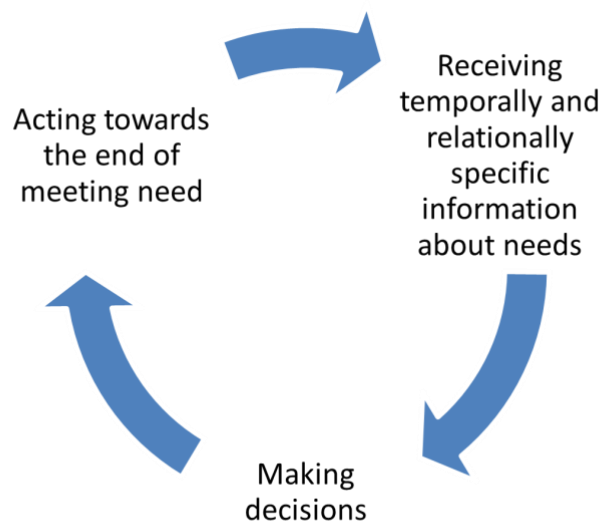 Acting towards
the end of
meeting need
Receiving
temporally and
relationally
specific
information
about needs
Making
decisions